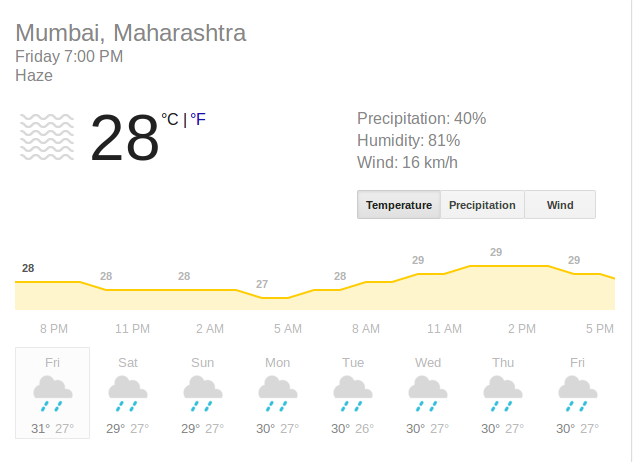 Mumbai, Maharashtra
Friday 7:00 PM
Haze
28 °C | °F
Precipitation: 40%
Humidity: 81%
Wind: 16 km/h
Temperature Precipitation Wind
28 28 28 27 28 29 29 29
8 PM 11 PM 2 AM 5 AM 8 AM 11 AM 2 PM 5 PM
Fri Sat Sun Mon Tue Wed Thu Fri
31° 27° 29° 27° 29° 27° 30° 27° 30° 26° 30° 27° 30° 27° 30° 27°